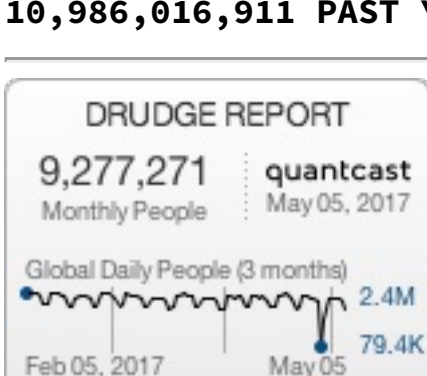 10,986,016,911 PAST
DRUDGE REPORT
9,277,271
Monthly People
quantcast
May 05, 2017
Global Daily People (3 months)
2.4M
79.4K
Feb 05, 2017
May 05